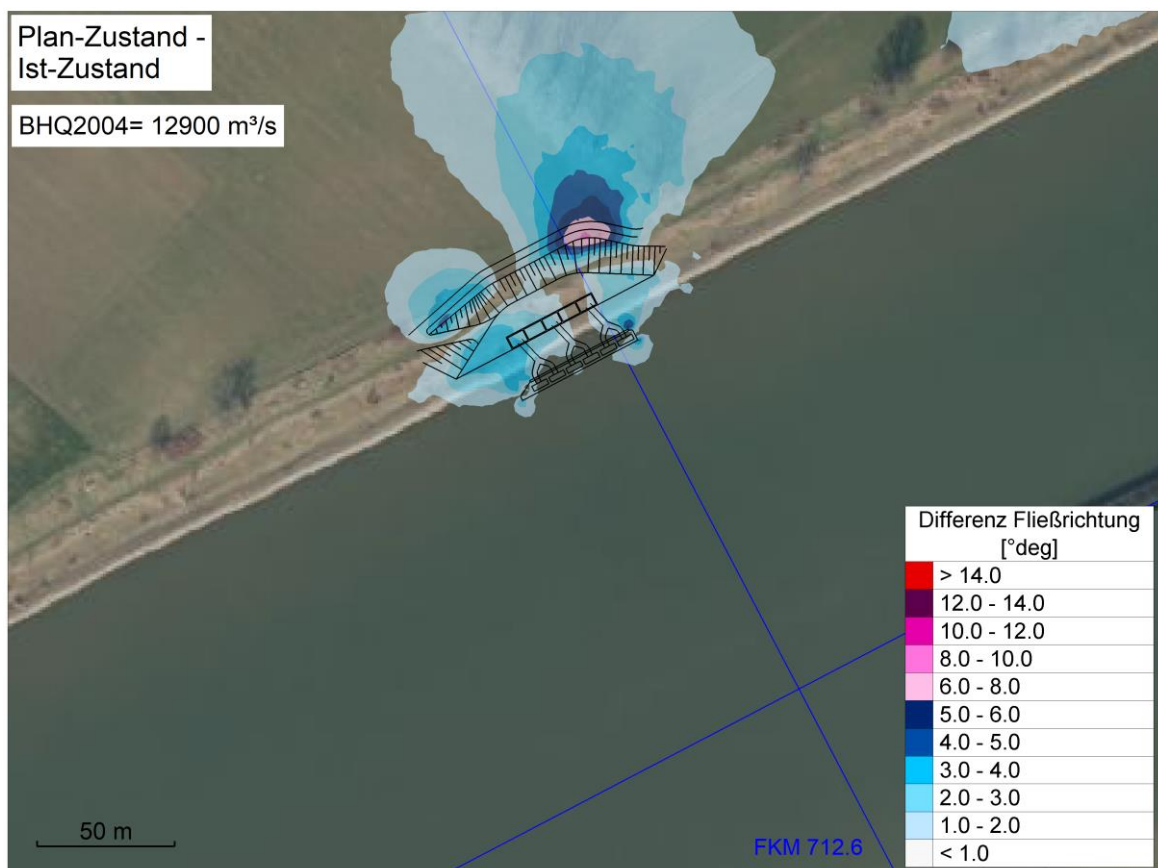 Plan-Zustand -
Ist-Zustand
BHQ2004= 12900 m³/s
Differenz Fließrichtung
[°deg]
> 14.0
12.0 - 14.0
10.0 - 12.0
8.0 - 10.0
6.0 - 8.0
5.0 - 6.0
4.0 - 5.0
3.0 - 4.0
2.0 - 3.0
1.0 - 2.0
< 1.0
50 m
FKM 712.6